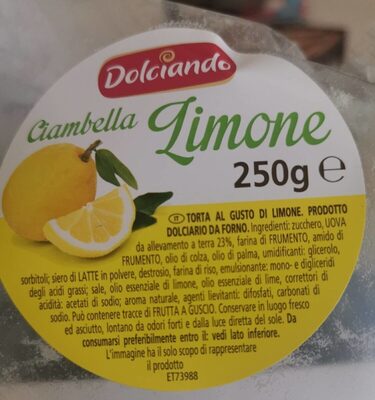 Dolciando
Ciambella
Limone
250g ℮
IT TORTA AL GUSTO DI LIMONE. PRODOTTO
DOLCIARIO DA FORNO. Ingredienti: zucchero, UOVA
da allevamento a terra 23%, farina di FRUMENTO, amido di
FRUMENTO, olio di colza, olio di palma, umidificanti: glicerolo,
sorbitoli; siero di LATTE in polvere, destrosio, farina di riso, emulsionante: mono- e digliceridi
degli acidi grassi; sale, olio essenziale di limone, olio essenziale di lime, correttori di
acidità: acetati di sodio; aroma naturale, agenti lievitanti: difosfati, carbonati di
sodio. Può contenere tracce di FRUTTA A GUSCIO. Conservare in luogo fresco
ed asciutto, lontano da odori forti e dalla luce diretta del sole. Da
consumarsi preferibilmente entro il: vedi lato inferiore.
L'immagine ha il solo scopo di rappresentare
il prodotto
ET73988